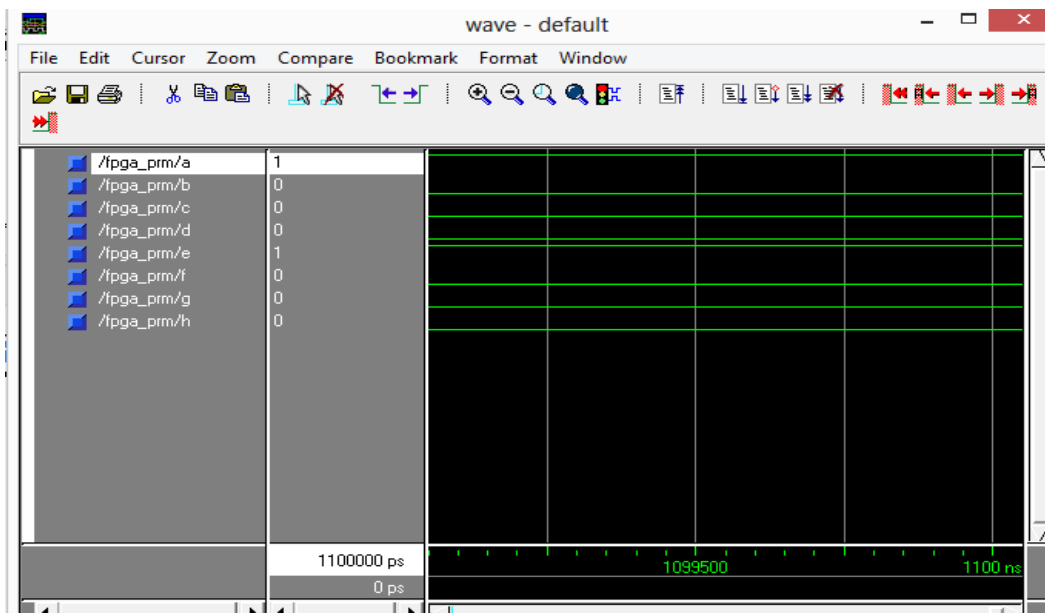 wave - default
File Edit Cursor Zoom Compare Bookmark Format Window
/fpga_prm/a 1
/fpga_prm/b 0
/fpga_prm/c 0
/fpga_prm/d 0
/fpga_prm/e 1
/fpga_prm/f 0
/fpga_prm/g 0
/fpga_prm/h 0
1100000 ps 1099500 1100 ns
0 ps